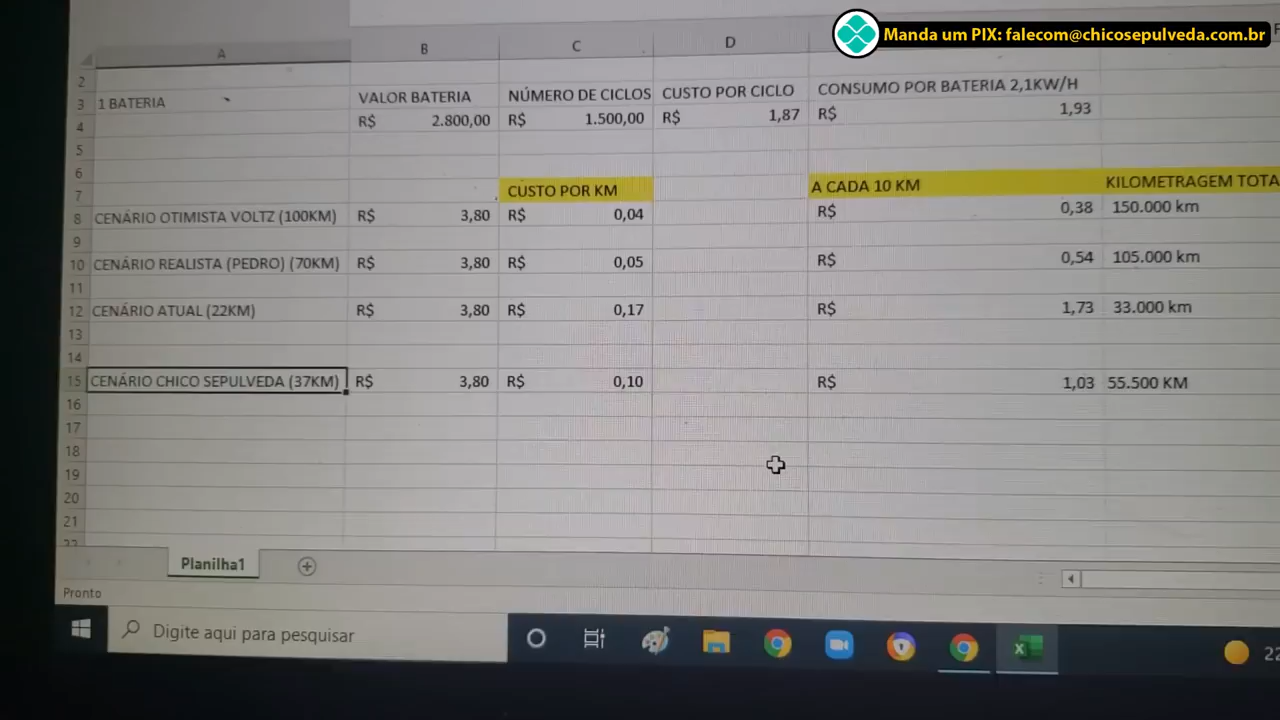 Manda um PIX: falecom@chicosepulveda.com.br
A B C D
2
3 1 BATERIA VALOR BATERIA NÚMERO DE CICLOS CUSTO POR CICLO CONSUMO POR BATERIA 2,1KW/H
4 R$ 2.800,00 R$ 1.500,00 R$ 1,87 R$ 1,93
5
6
7 CUSTO POR KM A CADA 10 KM KILOMETRAGEM TOTA
8 CENÁRIO OTIMISTA VOLTZ (100KM) R$ 3,80 R$ 0,04 R$ 0,38 150.000 km
9
10 CENÁRIO REALISTA (PEDRO) (70KM) R$ 3,80 R$ 0,05 R$ 0,54 105.000 km
11
12 CENÁRIO ATUAL (22KM) R$ 3,80 R$ 0,17 R$ 1,73 33.000 km
13
14
15 CENÁRIO CHICO SEPULVEDA (37KM) R$ 3,80 R$ 0,10 R$ 1,03 55.500 KM
16
17
18
19
20
21
Planilha1
Pronto
Digite aqui para pesquisar
22